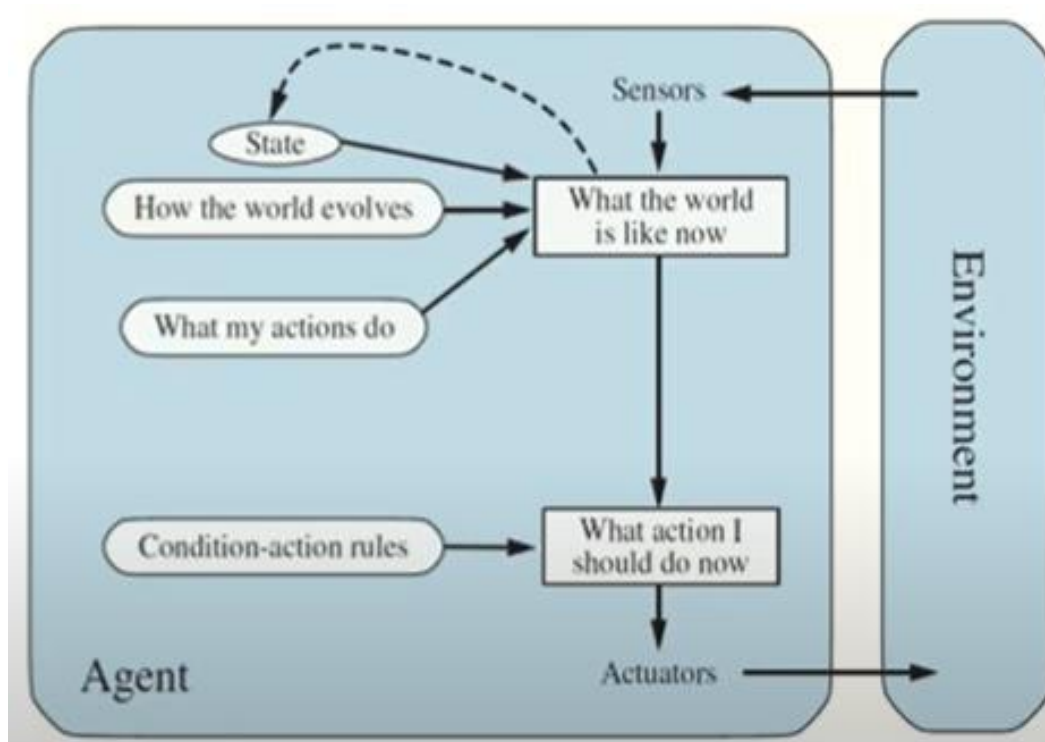 Sensors
State
How the world evolves
What the world
is like now
What my actions do
Condition-action rules
What action I
should do now
Agent
Actuators
Environment